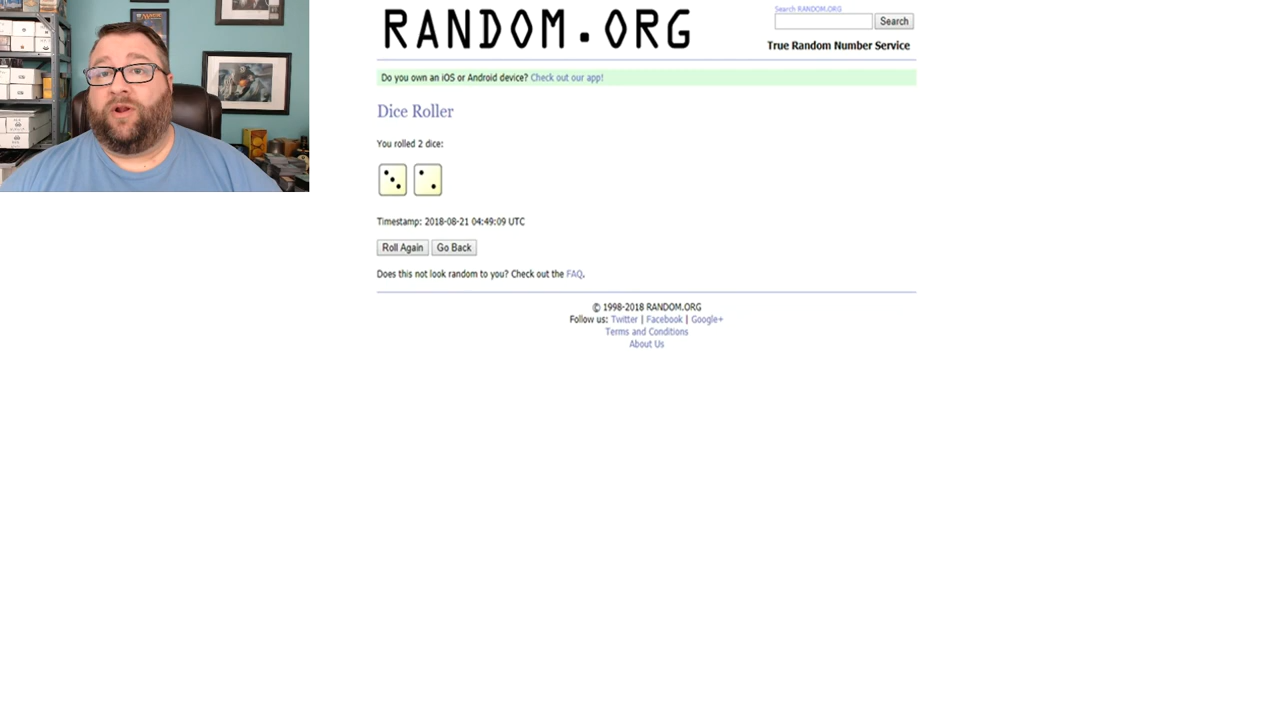 RANDOM.ORG
Search RANDOM.ORG
Search
True Random Number Service
Do you own an iOS or Android device? Check out our app!
Dice Roller
You rolled 2 dice:
Timestamp: 2018-08-21 04:49:09 UTC
Roll Again Go Back
Does this not look random to you? Check out the FAQ.
© 1998-2018 RANDOM.ORG
Follow us: Twitter | Facebook | Google+
Terms and Conditions
About Us